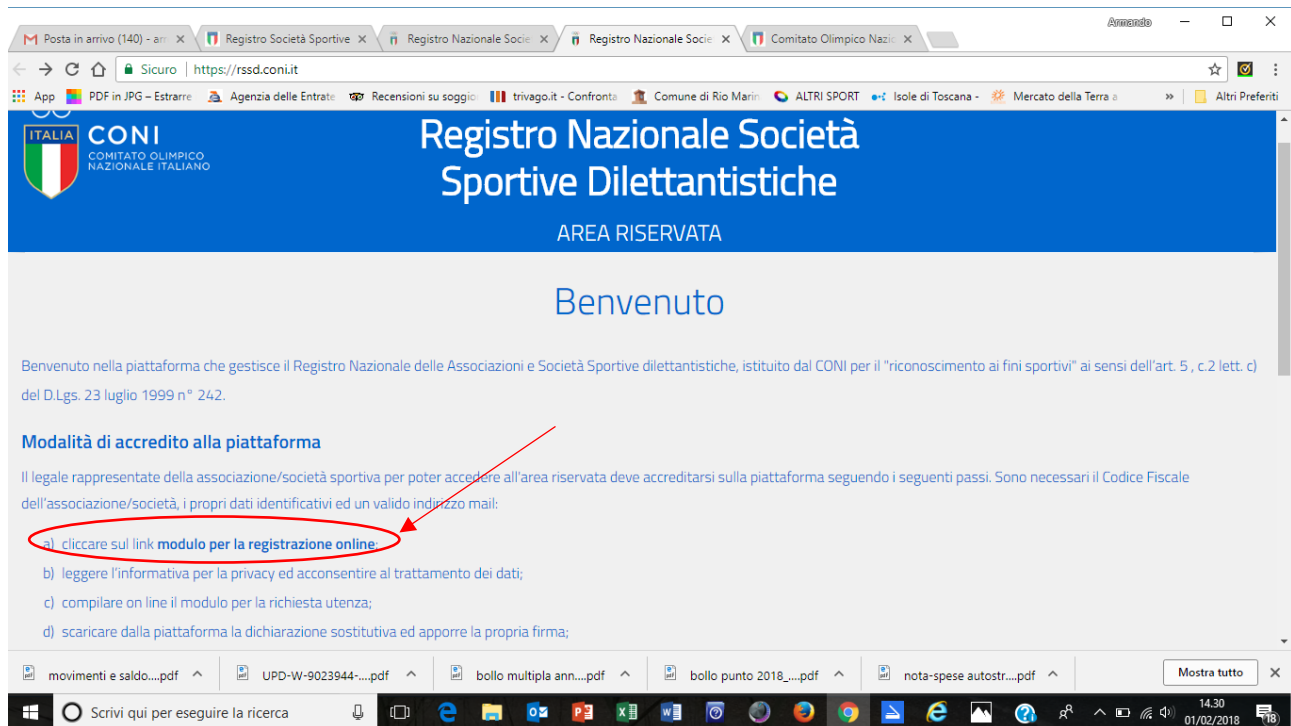 Armando
Posta in arrivo (140) - arr
Registro Società Sportive
Registro Nazionale Socie
Registro Nazionale Socie
Comitato Olimpico Nazio
Sicuro | https://rssd.coni.it
App PDF in JPG – Estrarre Agenzia delle Entrate Recensioni su soggio trivago.it - Confronta Comune di Rio Marin ALTRI SPORT Isole di Toscana - Mercato della Terra a » Altri Preferiti
ITALIA
CONI
COMITATO OLIMPICO
NAZIONALE ITALIANO
Registro Nazionale Società
Sportive Dilettantistiche
AREA RISERVATA
Benvenuto
Benvenuto nella piattaforma che gestisce il Registro Nazionale delle Associazioni e Società Sportive dilettantistiche, istituito dal CONI per il "riconoscimento ai fini sportivi" ai sensi dell'art. 5 , c.2 lett. c)
del D.Lgs. 23 luglio 1999 n° 242.
Modalità di accredito alla piattaforma
Il legale rappresentate della associazione/società sportiva per poter accedere all'area riservata deve accreditarsi sulla piattaforma seguendo i seguenti passi. Sono necessari il Codice Fiscale
dell'associazione/società, i propri dati identificativi ed un valido indirizzo mail:
a) cliccare sul link modulo per la registrazione online;
b) leggere l'informativa per la privacy ed acconsentire al trattamento dei dati;
c) compilare on line il modulo per la richiesta utenza;
d) scaricare dalla piattaforma la dichiarazione sostitutiva ed apporre la propria firma;
movimenti e saldo....pdf
UPD-W-9023944-....pdf
bollo multipla ann....pdf
bollo punto 2018_....pdf
nota-spese autostr....pdf
Mostra tutto
Scrivi qui per eseguire la ricerca
14.30
01/02/2018
18